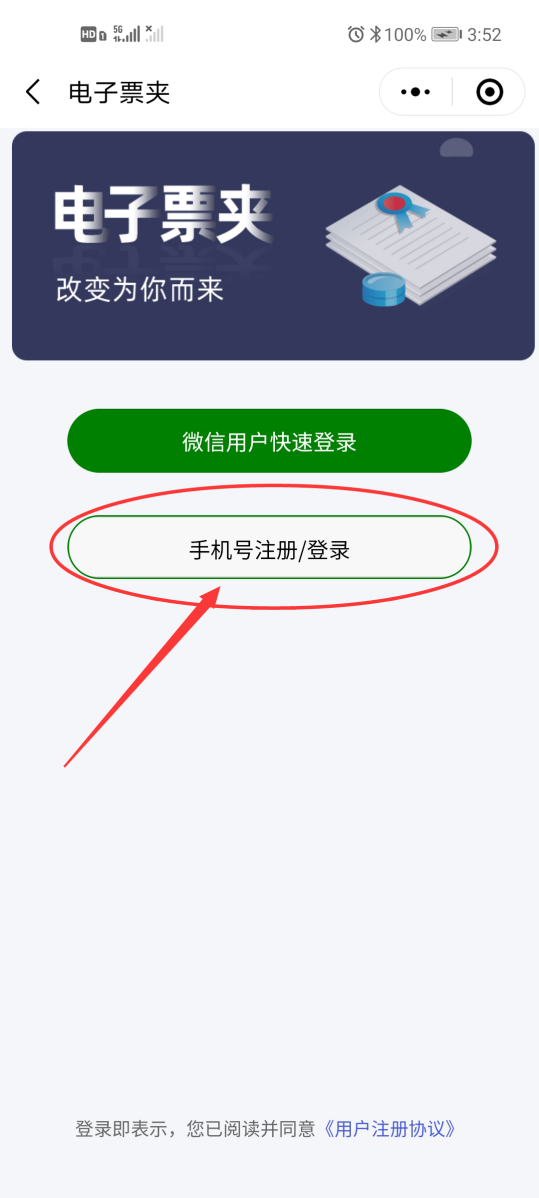 HD 5G 100% 3:52
电子票夹
电子票夹
改变为你而来
微信用户快速登录
手机号注册/登录
登录即表示，您已阅读并同意《用户注册协议》